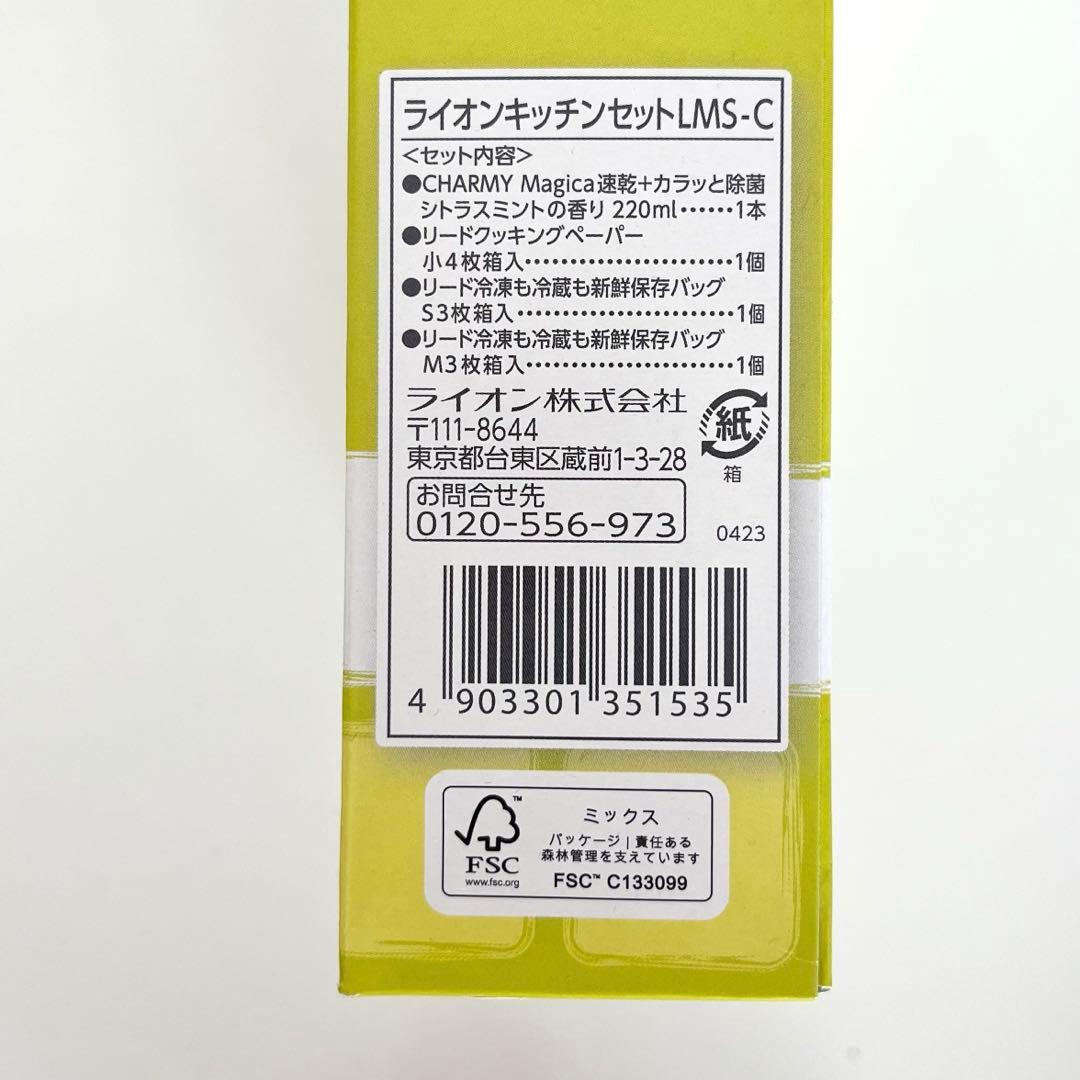 ライオンキッチンセットLMS-C
<セット内容>
●CHARMY Magica速乾+カラッと除菌
シトラスミントの香り 220ml……1本
●リードクッキングペーパー
小4枚箱入……………………1個
●リード冷凍も冷蔵も新鮮保存バッグ
S3枚箱入……………………1個
●リード冷凍も冷蔵も新鮮保存バッグ
M3枚箱入……………………1個
ライオン株式会社
〒111-8644
東京都台東区蔵前1-3-28
紙
箱
お問合せ先
0120-556-973
0423
4 903301 351535
FSC™
www.fsc.org
ミックス
パッケージ|責任ある
森林管理を支えています
FSC™ C133099